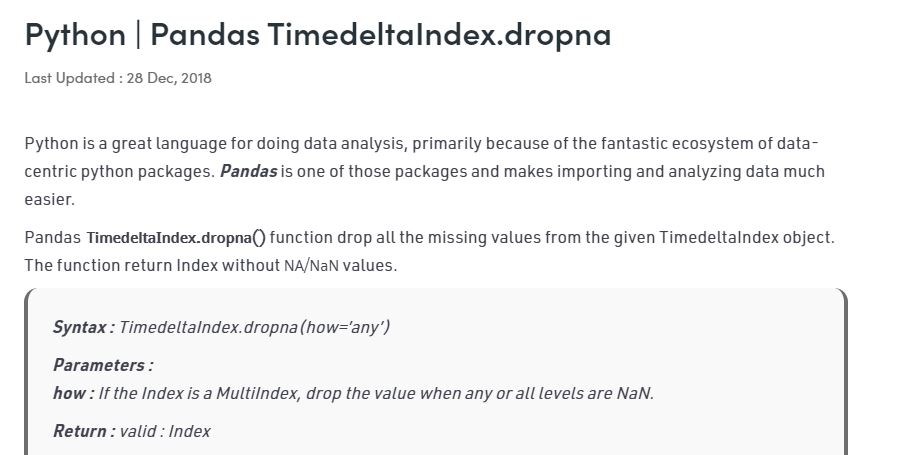 Python | Pandas TimedeltaIndex.dropna
Last Updated : 28 Dec, 2018
Python is a great language for doing data analysis, primarily because of the fantastic ecosystem of data-
centric python packages. Pandas is one of those packages and makes importing and analyzing data much
easier.
Pandas TimedeltaIndex.dropna() function drop all the missing values from the given TimedeltaIndex object.
The function return Index without NA/NaN values.
Syntax : TimedeltaIndex.dropna(how=’any’)
Parameters :
how : If the Index is a MultiIndex, drop the value when any or all levels are NaN.
Return : valid : Index